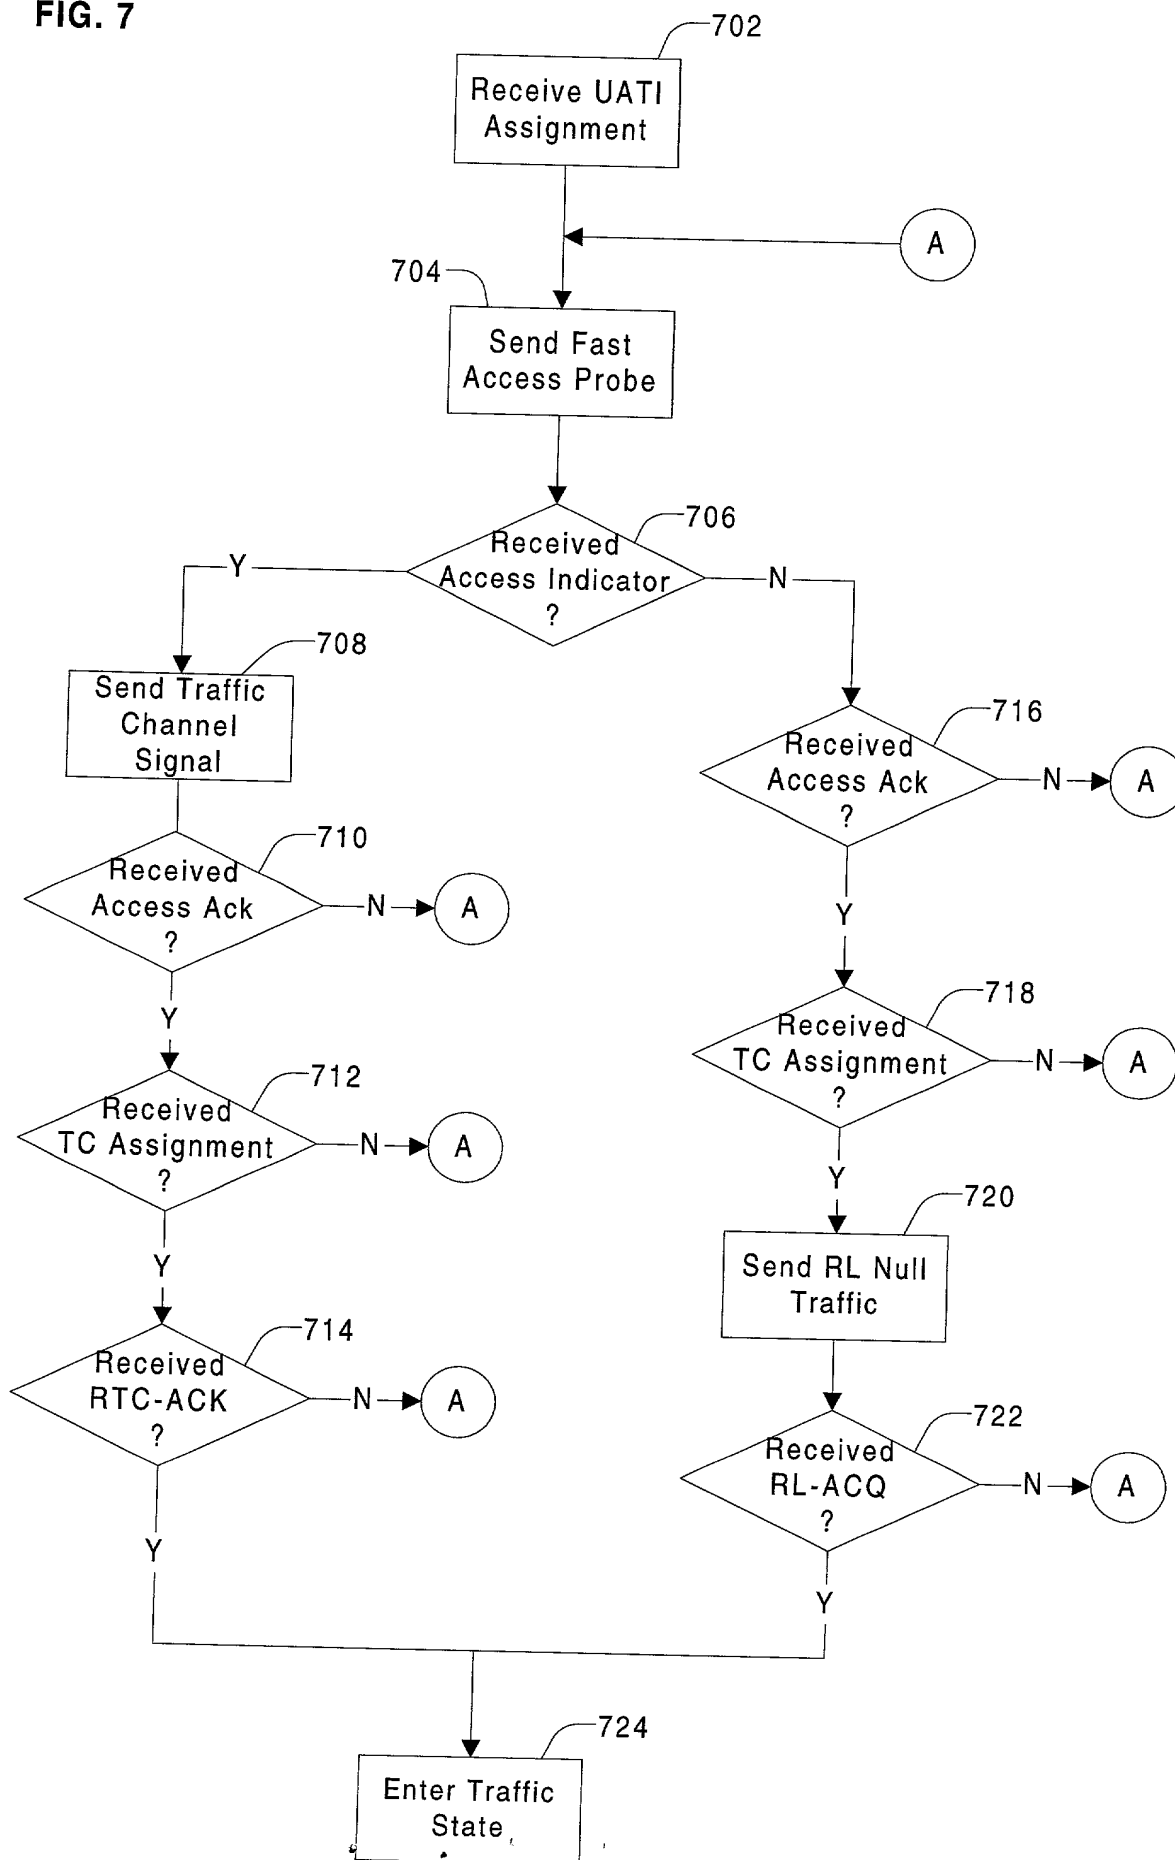 FIG. 7
702
Receive UATI
Assignment
A
704
Send Fast
Access Probe
706
Received
Access Indicator
?
Y
N
708
Send Traffic
Channel
Signal
710
Received
Access Ack
?
N
A
Y
712
Received
TC Assignment
?
N
A
Y
714
Received
RTC-ACK
?
N
A
Y
716
Received
Access Ack
?
N
A
Y
718
Received
TC Assignment
?
N
A
Y
720
Send RL Null
Traffic
722
Received
RL-ACQ
?
N
A
Y
724
Enter Traffic
State